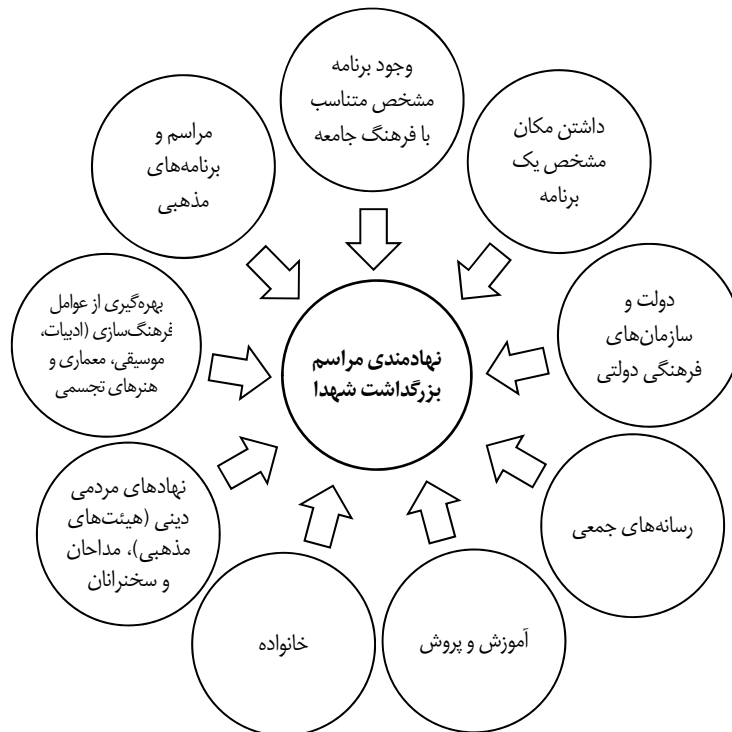 وجود برنامه
مشخص متناسب
با فرهنگ جامعه
داشتن مکان
مشخص یک
برنامه
دولت و
سازمان‌های
فرهنگی دولتی
رسانه‌های جمعی
آموزش و پروش
خانواده
نهادهای مردمی
دینی (هیئت‌های
مذهبی)، مداحان
و سخنرانان
بهره‌گیری از عوامل
فرهنگ‌سازی (ادبیات،
موسیقی، معماری و
هنرهای تجسمی
مراسم و
برنامه‌های
مذهبی
نهادمندی مراسم
بزرگداشت شهدا